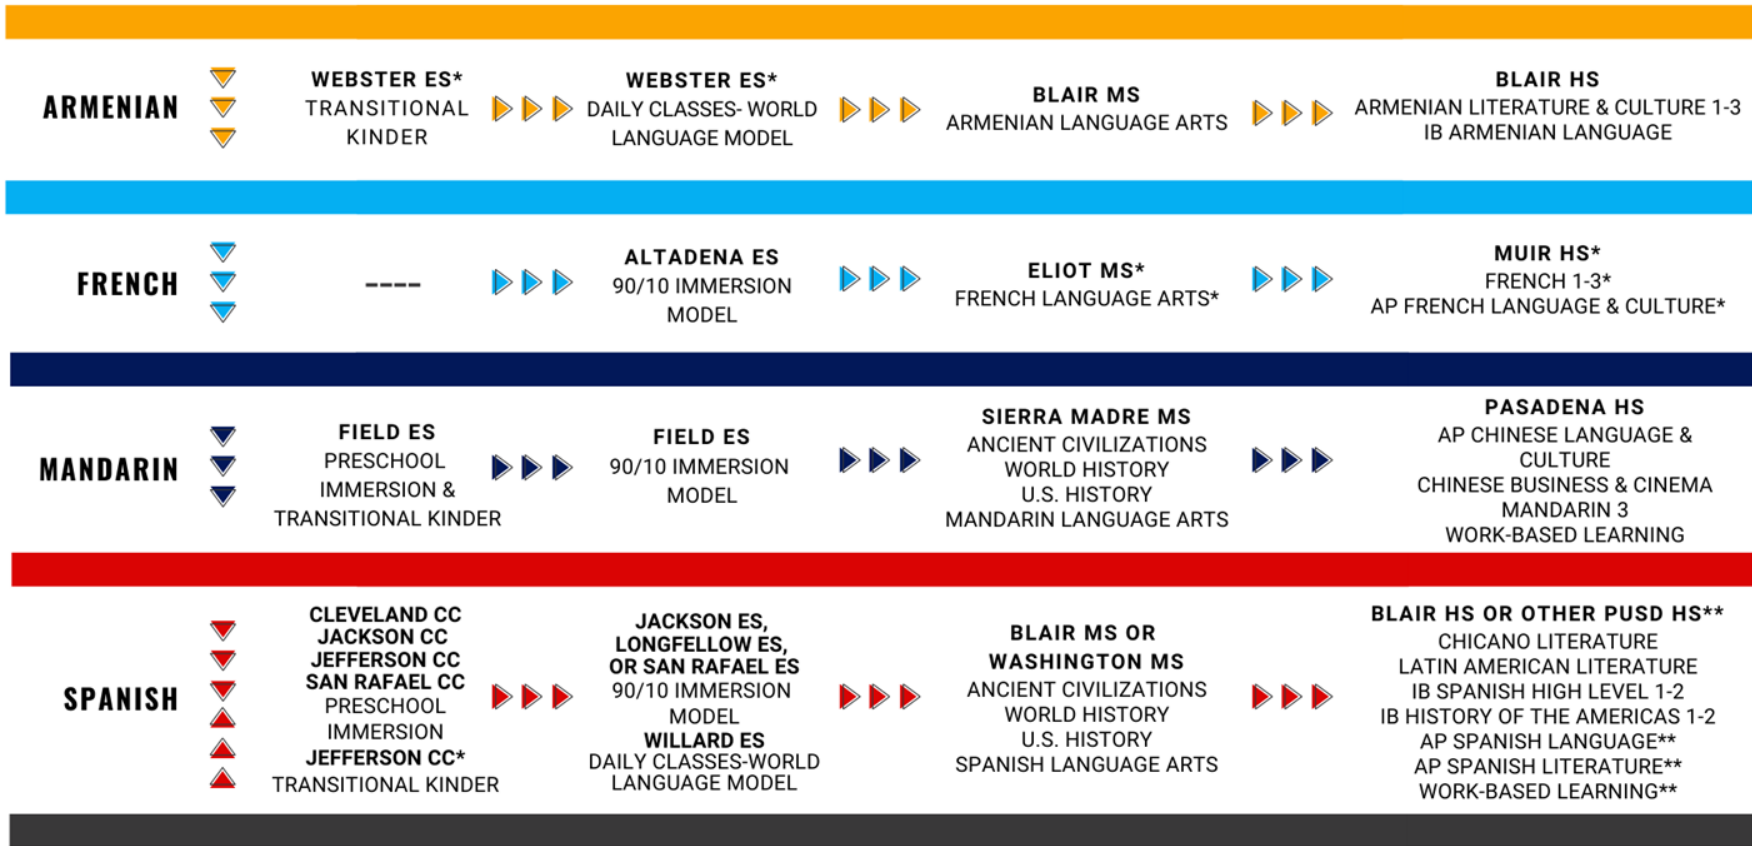 ARMENIAN
WEBSTER ES*
TRANSITIONAL
KINDER
WEBSTER ES*
DAILY CLASSES- WORLD
LANGUAGE MODEL
BLAIR MS
ARMENIAN LANGUAGE ARTS
BLAIR HS
ARMENIAN LITERATURE & CULTURE 1-3
IB ARMENIAN LANGUAGE
FRENCH
----
ALTADENA ES
90/10 IMMERSION
MODEL
ELIOT MS*
FRENCH LANGUAGE ARTS*
MUIR HS*
FRENCH 1-3*
AP FRENCH LANGUAGE & CULTURE*
MANDARIN
FIELD ES
PRESCHOOL
IMMERSION &
TRANSITIONAL KINDER
FIELD ES
90/10 IMMERSION
MODEL
SIERRA MADRE MS
ANCIENT CIVILIZATIONS
WORLD HISTORY
U.S. HISTORY
MANDARIN LANGUAGE ARTS
PASADENA HS
AP CHINESE LANGUAGE &
CULTURE
CHINESE BUSINESS & CINEMA
MANDARIN 3
WORK-BASED LEARNING
SPANISH
CLEVELAND CC
JACKSON CC
JEFFERSON CC
SAN RAFAEL CC
PRESCHOOL
IMMERSION
JEFFERSON CC*
TRANSITIONAL KINDER
JACKSON ES,
LONGFELLOW ES,
OR SAN RAFAEL ES
90/10 IMMERSION
MODEL
WILLARD ES
DAILY CLASSES-WORLD
LANGUAGE MODEL
BLAIR MS OR
WASHINGTON MS
ANCIENT CIVILIZATIONS
WORLD HISTORY
U.S. HISTORY
SPANISH LANGUAGE ARTS
BLAIR HS OR OTHER PUSD HS**
CHICANO LITERATURE
LATIN AMERICAN LITERATURE
IB SPANISH HIGH LEVEL 1-2
IB HISTORY OF THE AMERICAS 1-2
AP SPANISH LANGUAGE**
AP SPANISH LITERATURE**
WORK-BASED LEARNING**